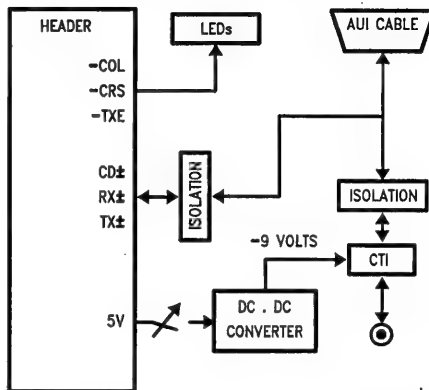 HEADER
LEDs
AUI CABLE
-COL
-CRS
-TXE
CD±
RX±
TX±
ISOLATION
ISOLATION
-9 VOLTS
CTI
5V
DC . DC
CONVERTER